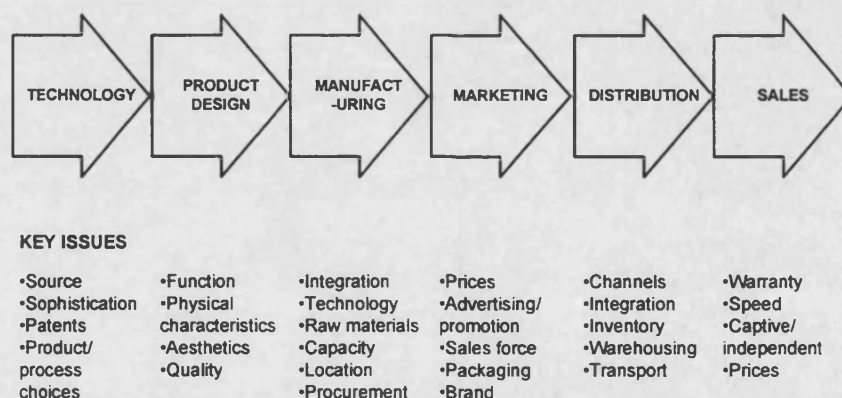 TECHNOLOGY
PRODUCT
DESIGN
MANUFACT
-URING
MARKETING
DISTRIBUTION
SALES
KEY ISSUES
•Source
•Sophistication
•Patents
•Product/
process
choices
•Function
•Physical
characteristics
•Aesthetics
•Quality
•Integration
•Technology
•Raw materials
•Capacity
•Location
•Procurement
•Prices
•Advertising/
promotion
•Sales force
•Packaging
•Brand
•Channels
•Integration
•Inventory
•Warehousing
•Transport
•Warranty
•Speed
•Captive/
independent
•Prices